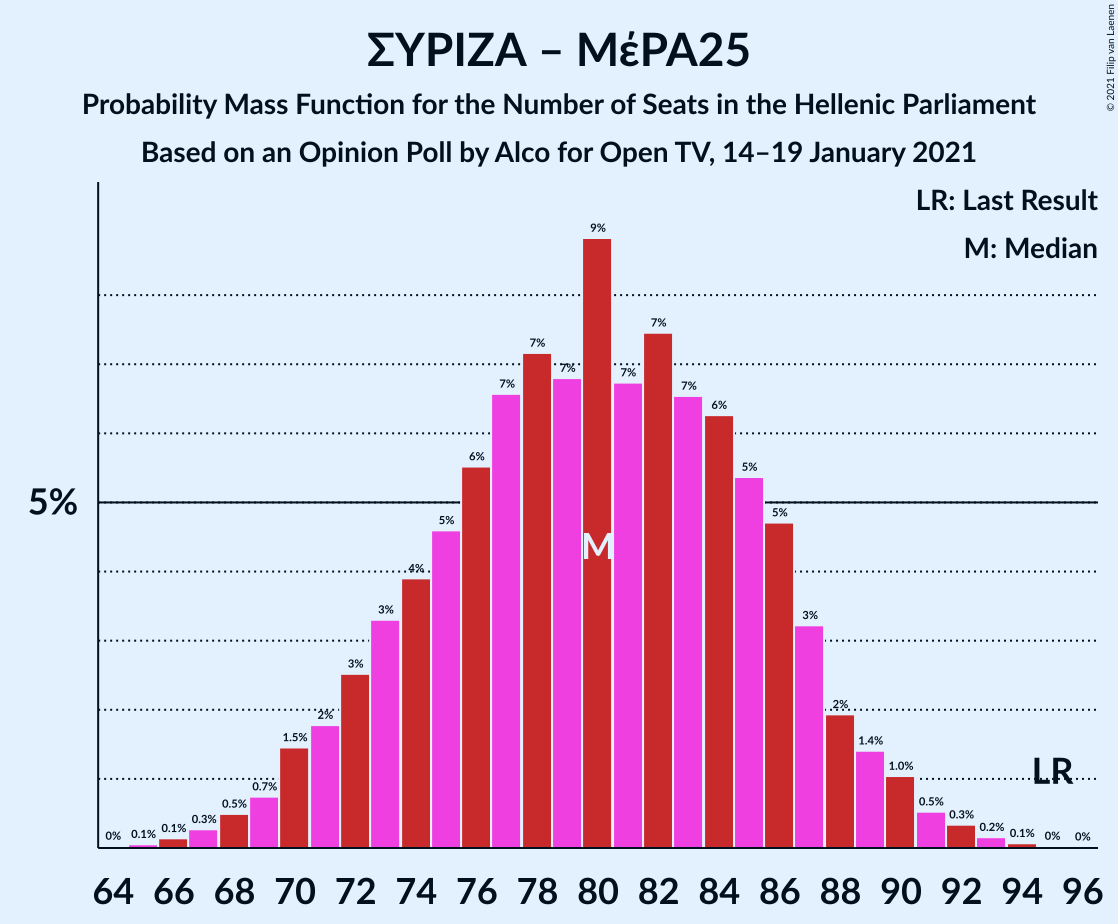 ΣΥΡΙΖΑ – ΜέΡΑ25
Probability Mass Function for the Number of Seats in the Hellenic Parliament
Based on an Opinion Poll by Alco for Open TV, 14–19 January 2021
© 2021 Filip van Laenen
LR: Last Result
M: Median
5%
0% 0.1% 0.1% 0.3% 0.5% 0.7% 1.5% 2% 3% 3% 4% 5% 6% 7% 7% 7% 9% 7% 7% 7% 6% 5% 5% 3% 2% 1.4% 1.0% 0.5% 0.3% 0.2% 0.1% 0% 0%
M
LR
64 66 68 70 72 74 76 78 80 82 84 86 88 90 92 94 96